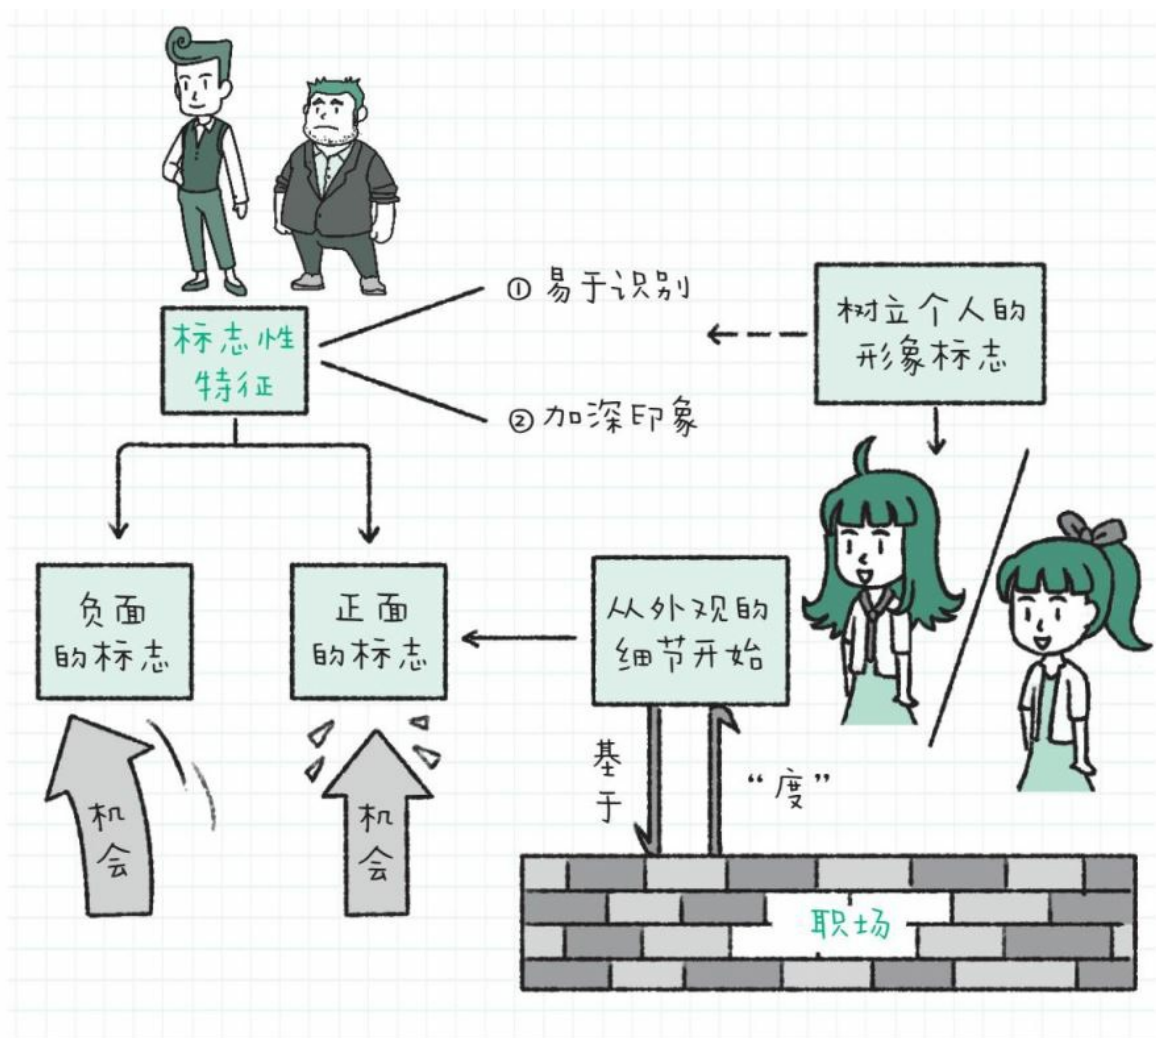 ① 易于识别
树立个人的
形象标志
标志性
特征
② 加深印象
负面
的标志
正面
的标志
从外观的
细节开始
基
于
“度”
机
会
机
会
职场